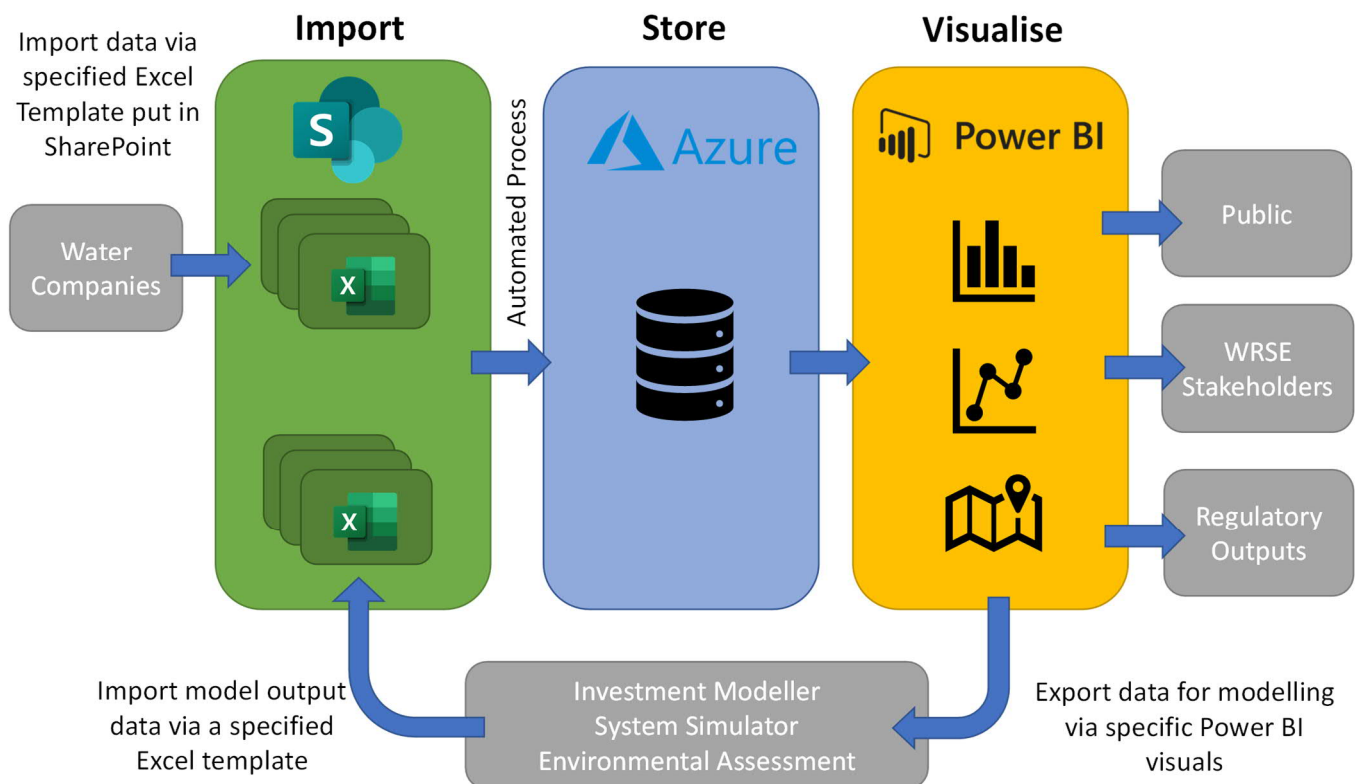 Import
Store
Visualise
Import data via
specified Excel
Template put in
SharePoint
S
Automated Process
Azure
Power BI
Water
Companies
X
X
Public
WRSE
Stakeholders
Regulatory
Outputs
Import model output
data via a specified
Excel template
Investment Modeller
System Simulator
Environmental Assessment
Export data for modelling
via specific Power BI
visuals